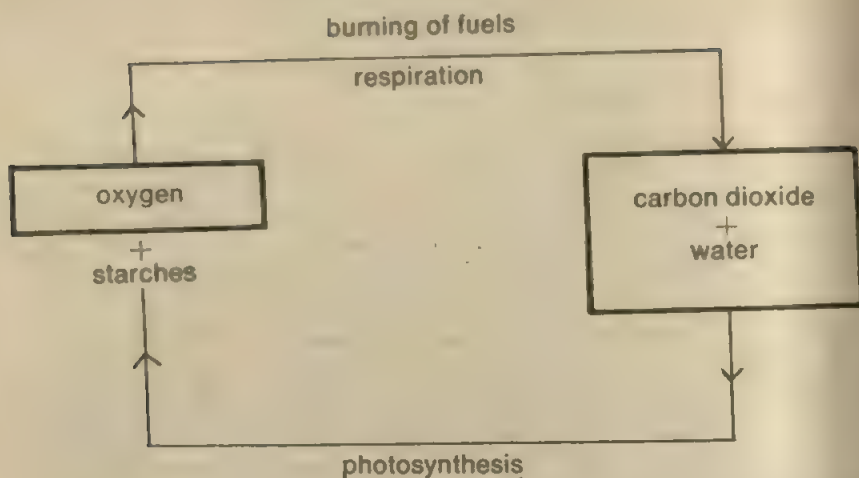 burning of fuels
respiration
oxygen
+
starches
carbon dioxide
+
water
photosynthesis